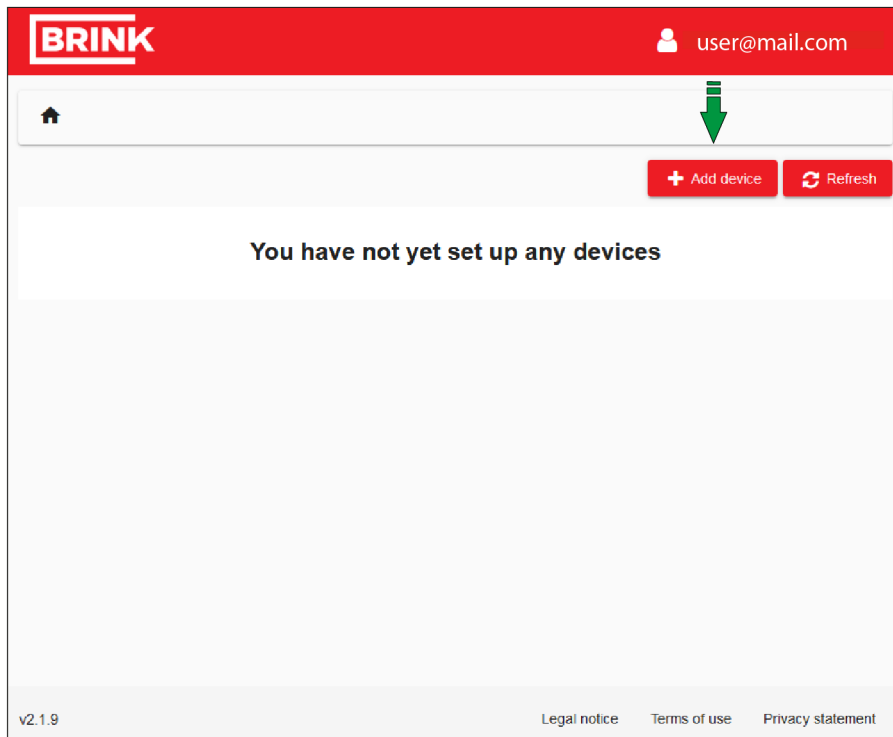 BRINK
user@mail.com
Add device
Refresh
You have not yet set up any devices
v2.1.9
Legal notice
Terms of use
Privacy statement